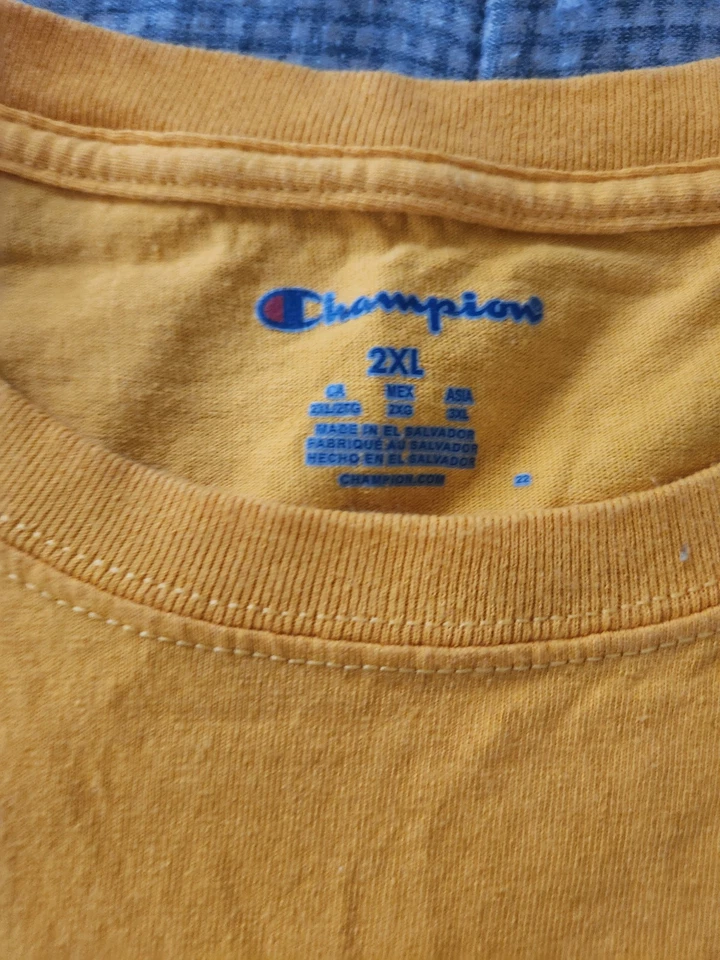 Champion
2XL
CA MEX ASIA
2XL/2TG 2XG 3XL
MADE IN EL SALVADOR
FABRIQUÉ AU SALVADOR
HECHO EN EL SALVADOR
CHAMPION.COM 22